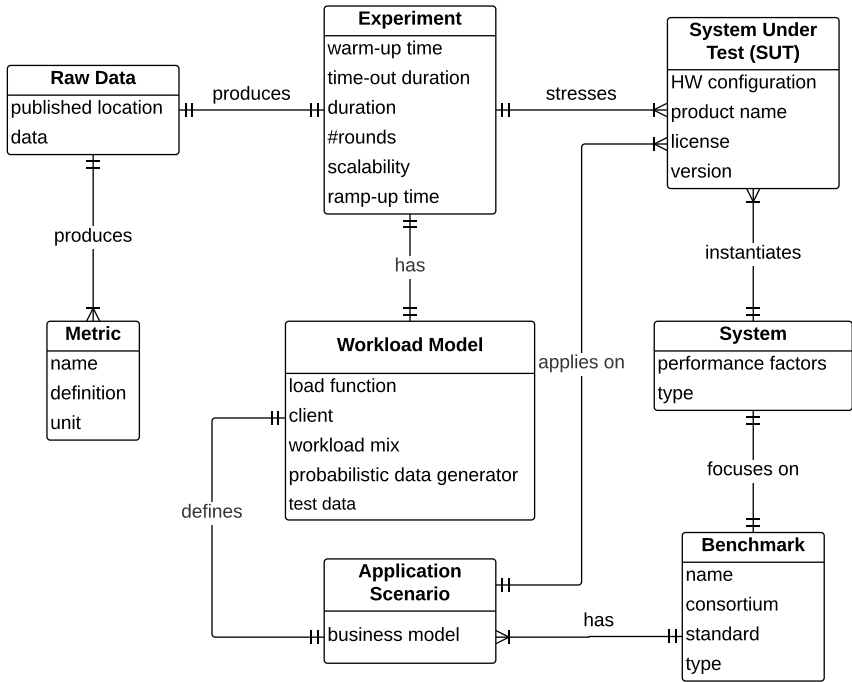 Experiment
warm-up time
time-out duration
duration
#rounds
scalability
ramp-up time
System Under
Test (SUT)
HW configuration
product name
license
version
Raw Data
published location
data
produces
stresses
produces
has
instantiates
Metric
name
definition
unit
Workload Model
load function
client
workload mix
probabilistic data generator
test data
applies on
System
performance factors
type
focuses on
defines
Application
Scenario
business model
has
Benchmark
name
consortium
standard
type